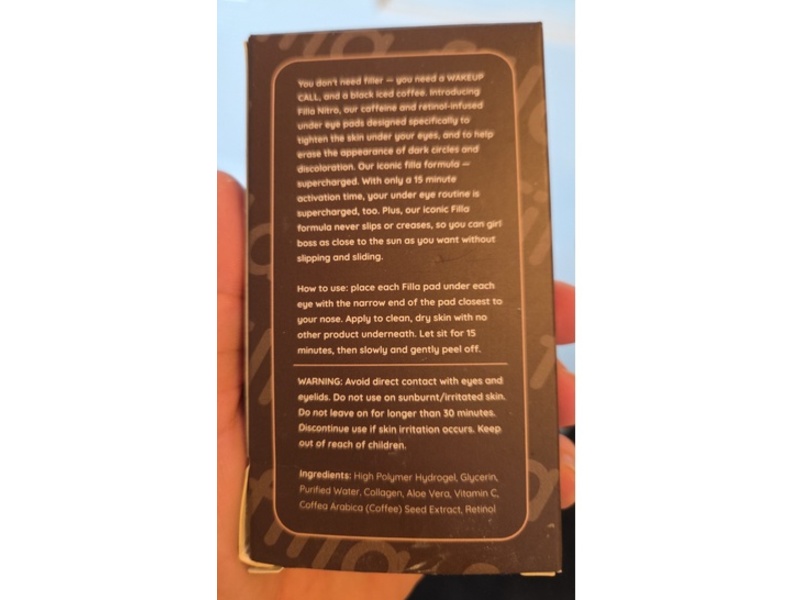 You don't need filler — you need a WAKEUP
CALL, and a black iced coffee. Introducing
Filla Nitro, our caffeine and retinol-infused
under eye pads designed specifically to
tighten the skin under your eyes, and to help
erase the appearance of dark circles and
discoloration. Our iconic filla formula —
supercharged. With only a 15 minute
activation time, your under eye routine is
supercharged, too. Plus, our iconic Filla
formula never slips or creases, so you can girl
boss as close to the sun as you want without
slipping and sliding.
How to use: place each Filla pad under each
eye with the narrow end of the pad closest to
your nose. Apply to clean, dry skin with no
other product underneath. Let sit for 15
minutes, then slowly and gently peel off.
WARNING: Avoid direct contact with eyes and
eyelids. Do not use on sunburnt/irritated skin.
Do not leave on for longer than 30 minutes.
Discontinue use if skin irritation occurs. Keep
out of reach of children.
Ingredients: High Polymer Hydrogel, Glycerin,
Purified Water, Collagen, Aloe Vera, Vitamin C,
Coffea Arabica (Coffee) Seed Extract, Retinol